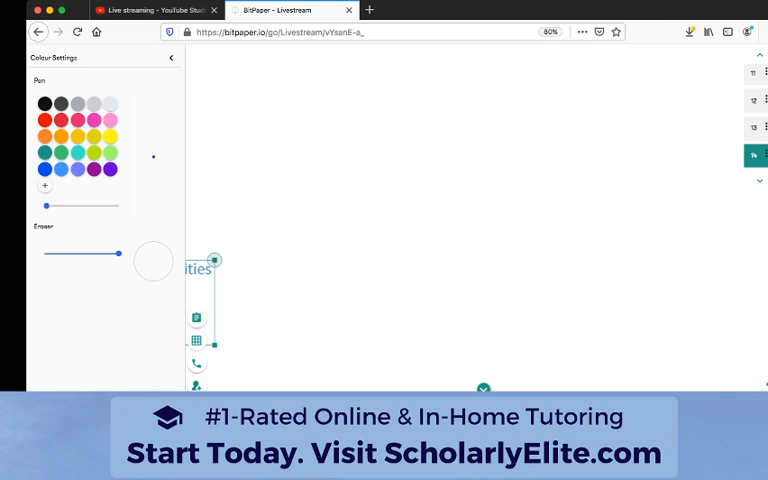 Live streaming - YouTube Stud
BitPaper - Livestream
https://bitpaper.io/go/Livestream/vYsanE-a_
80%
Colour Settings
Pen
Eraser
ities
11
12
13
14
#1-Rated Online & In-Home Tutoring
Start Today. Visit ScholarlyElite.com